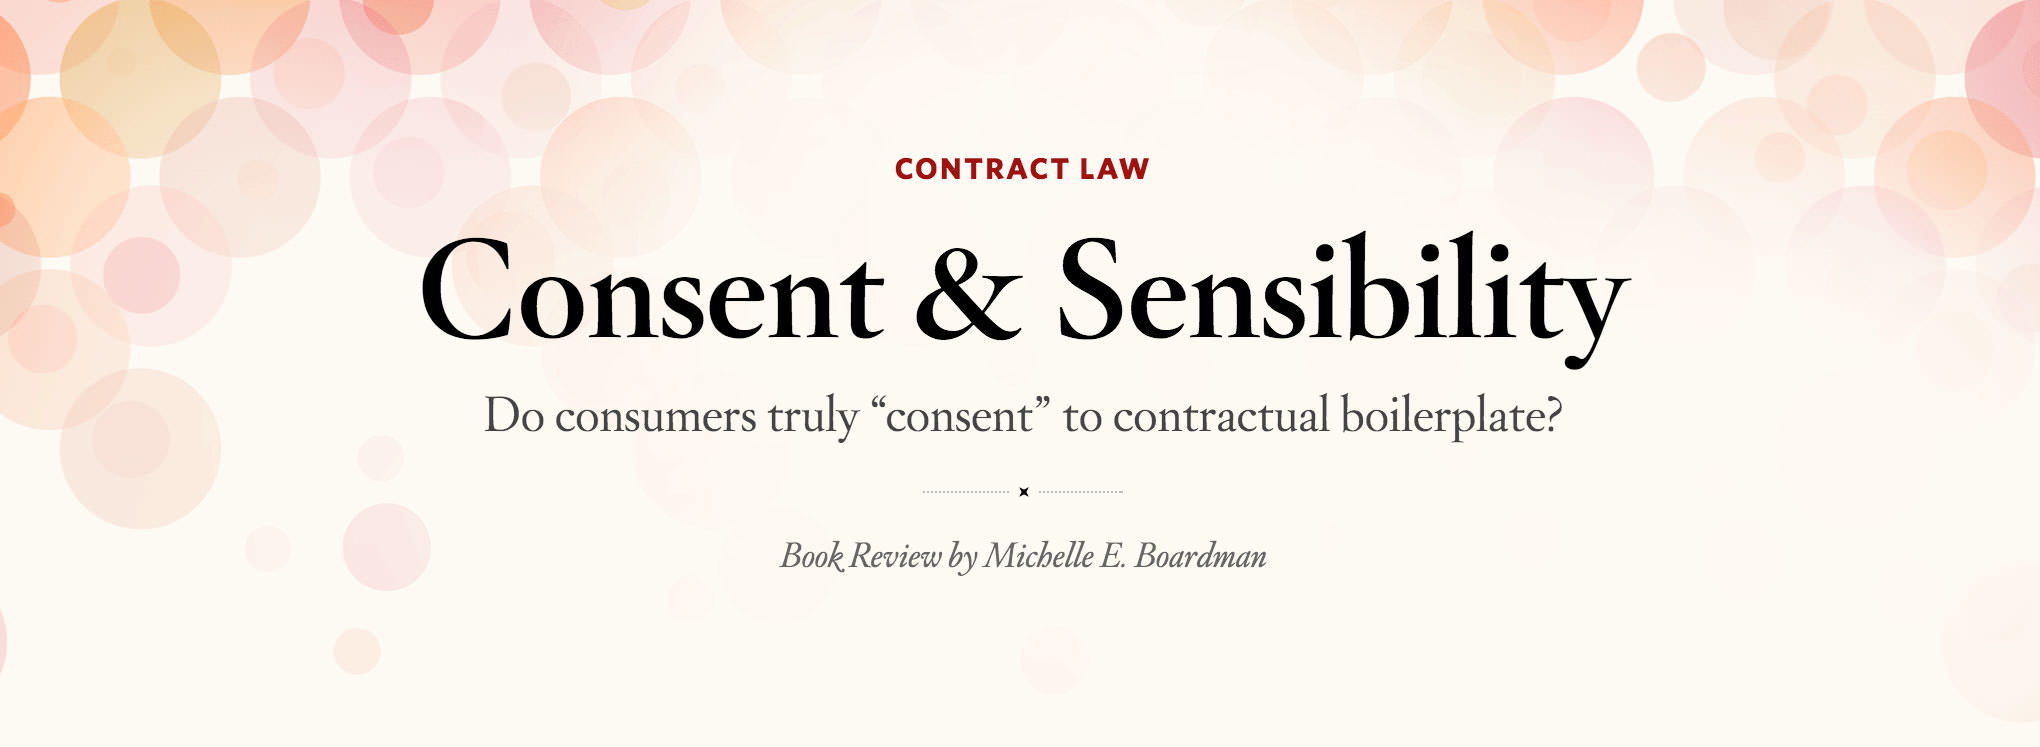 CONTRACT LAW
Consent & Sensibility
Do consumers truly “consent” to contractual boilerplate?
Book Review by Michelle E. Boardman